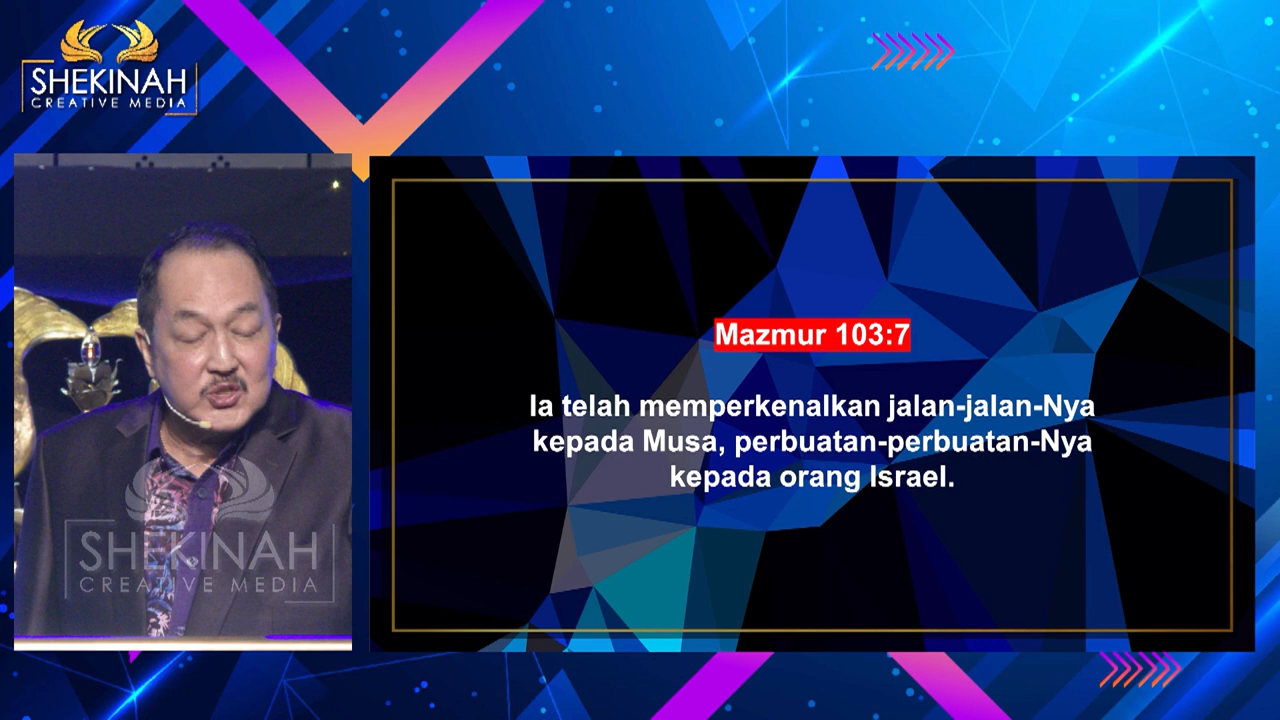 SHEKINAH
CREATIVE MEDIA
Mazmur 103:7
Ia telah memperkenalkan jalan-jalan-Nya
kepada Musa, perbuatan-perbuatan-Nya
kepada orang Israel.
SHEKINAH
CREATIVE MEDIA